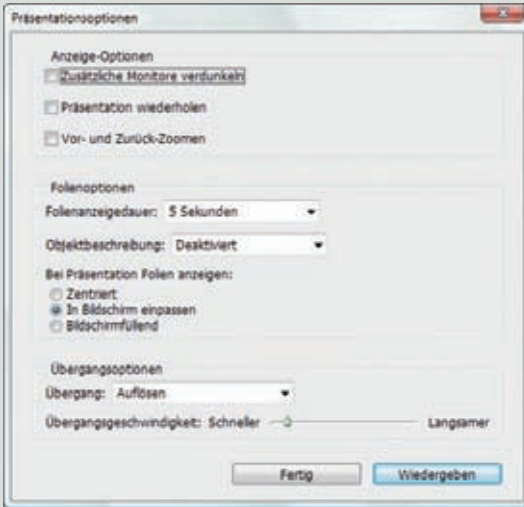 Präsentationsoptionen
Anzeige-Optionen
Zusätzliche Monitore verdunkeln
Präsentation wiederholen
Vor- und Zurück-Zoomen
Folienoptionen
Folienanzeigedauer: 5 Sekunden
Objektbeschreibung: Deaktiviert
Bei Präsentation Folien anzeigen:
Zentriert
In Bildschirm einpassen
Bildschirmfüllend
Übergangsoptionen
Übergang: Auflösen
Übergangsgeschwindigkeit: Schneller Langsamer
Fertig Wiedergeben